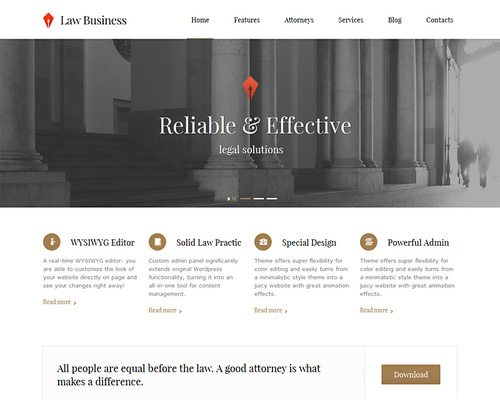 Law Business
Home Features Attorneys Services Blog Contacts
Reliable & Effective
legal solutions
WYSIWYG Editor
A real-time WYSIWYG editor: you
are able to customize the look of
your website directly on page and
see your changes right away!
Read more
Solid Law Practic
Custom admin panel significantly
extends original Wordpress
functionality, turning it into an
all-in-one tool for content
management.
Read more
Special Design
Theme offers super flexibility for
color editing and easily turns from
a minimalistic style theme into a
juicy website with great animation
effects.
Read more
Powerful Admin
Theme offers super flexibility for
color editing and easily turns from
a minimalistic style theme into a
juicy website with great animation
effects.
Read more
All people are equal before the law. A good attorney is what
makes a difference.
Download